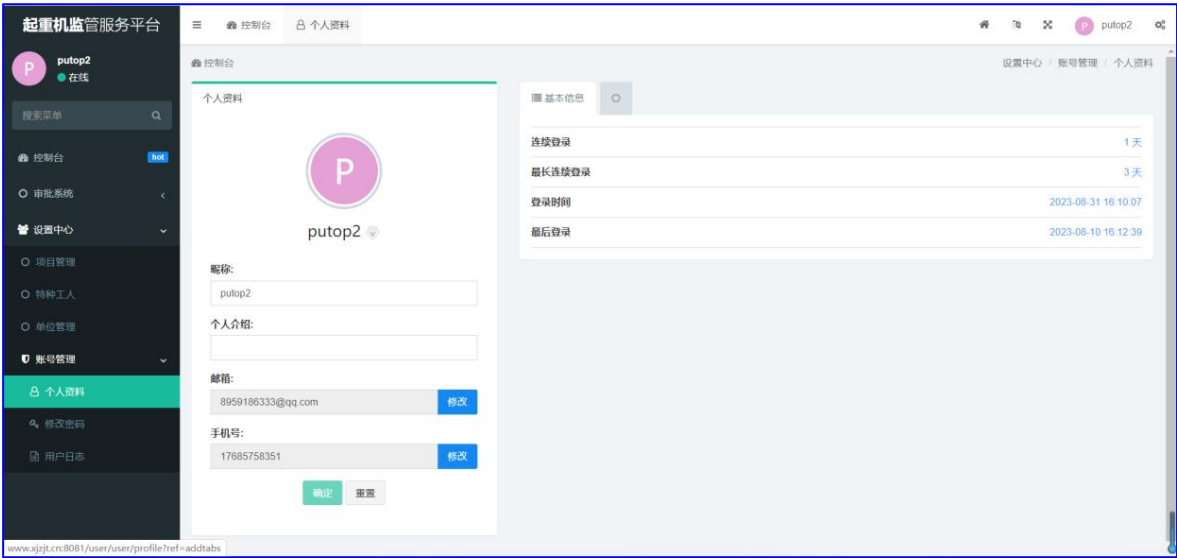 起重机监管服务平台
控制台
个人资料
P
putop2
P
putop2
在线
搜索菜单
控制台
hot
审批系统
设置中心
项目管理
特种工人
单位管理
账号管理
个人资料
修改密码
用户日志
控制台
设置中心 / 账号管理 / 个人资料
个人资料
P
putop2
昵称:
putop2
个人介绍:
邮箱:
8959186333@qq.com
修改
手机号:
17685758351
修改
确定
重置
基本信息
连续登录
1 天
最长连续登录
3 天
登录时间
2023-08-31 16:10:07
最后登录
2023-08-10 16:12:39
www.xjzjt.cn:8081/user/user/profile?ref=addtabs